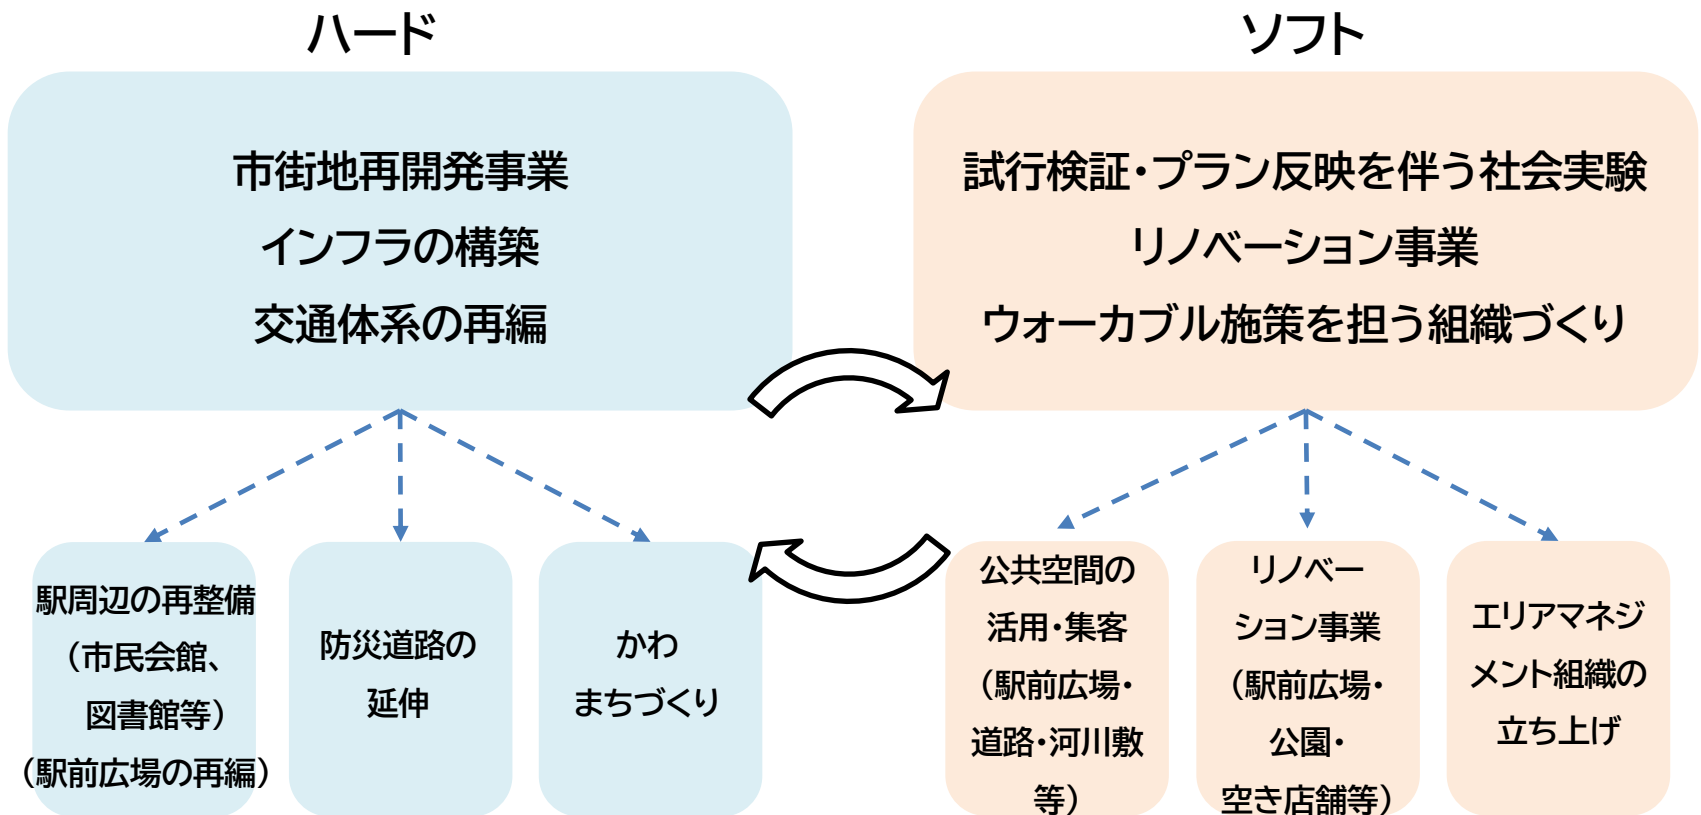 ハード
市街地再開発事業
インフラの構築
交通体系の再編
ソフト
試行検証・プラン反映を伴う社会実験
リノベーション事業
ウォーカブル施策を担う組織づくり
駅周辺の再整備
（市民会館、
図書館等）
（駅前広場の再編）
防災道路の
延伸
かわ
まちづくり
公共空間の
活用・集客
（駅前広場・
道路・河川敷
等）
リノベー
ション事業
（駅前広場・
公園・
空き店舗等）
エリアマネジ
メント組織の
立ち上げ